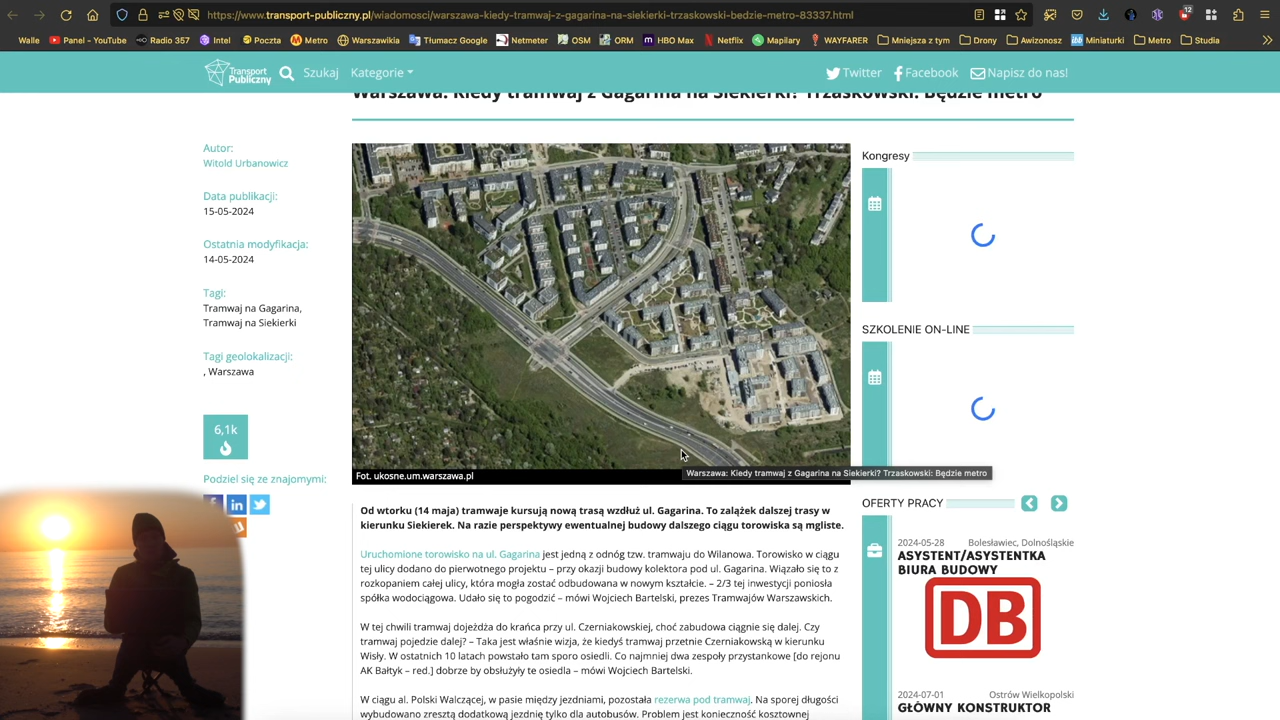 https://www.transport-publiczny.pl/wiadomosci/warszawa-kiedy-tramwaj-z-gagarina-na-siekierki-trzaskowski-bedzie-metro-83337.html
12
Walle Panel – YouTube Radio 357 Intel Poczta Metro Warszawikia Tłumacz Google Netmeter OSM ORM HBO Max Netflix Mapilary WAYFARER Mniejsza z tym Drony Awizonosz Miniaturki Metro Studia
Transport Publiczny Szukaj Kategorie Twitter Facebook Napisz do nas!
Warszawa: Kiedy tramwaj z Gagarina na Siekierki? Trzaskowski: Będzie metro
Autor:
Witold Urbanowicz
Data publikacji:
15-05-2024
Ostatnia modyfikacja:
14-05-2024
Tagi:
Tramwaj na Gagarina,
Tramwaj na Siekierki
Tagi geolokalizacji:
, Warszawa
6,1k
Podziel się ze znajomymi:
Fot. ukosne.um.warszawa.pl
Warszawa: Kiedy tramwaj z Gagarina na Siekierki? Trzaskowski: Będzie metro
Od wtorku (14 maja) tramwaje kursują nową trasą wzdłuż ul. Gagarina. To zalążek dalszej trasy w
kierunku Siekierek. Na razie perspektywy ewentualnej budowy dalszego ciągu torowiska są mgliste.
Uruchomione torowisko na ul. Gagarina jest jedną z odnóg tzw. tramwaju do Wilanowa. Torowisko w ciągu
tej ulicy dodano do pierwotnego projektu – przy okazji budowy kolektora pod ul. Gagarina. Wiązało się to z
rozkopaniem całej ulicy, która mogła zostać odbudowana w nowym kształcie. – 2/3 tej inwestycji poniosła
spółka wodociągowa. Udało się to pogodzić – mówi Wojciech Bartelski, prezes Tramwajów Warszawskich.
W tej chwili tramwaj dojeżdża do krańca przy ul. Czerniakowskiej, choć zabudowa ciągnie się dalej. Czy
tramwaj pojedzie dalej? – Taka jest właśnie wizja, że kiedyś tramwaj przetnie Czerniakowską w kierunku
Wisły. W ostatnich 10 latach powstało tam sporo osiedli. Co najmniej dwa zespoły przystankowe [do rejonu
AK Bałtyk – red.] dobrze by obsłużyły te osiedla – mówi Wojciech Bartelski.
W ciągu al. Polski Walczącej, w pasie między jezdniami, pozostała rezerwa pod tramwaj. Na sporej długości
wybudowano zresztą dodatkową jezdnię tylko dla autobusów. Problem jest konieczność kosztownej
Kongresy
SZKOLENIE ON-LINE
OFERTY PRACY
2024-05-28 Bolesławiec, Dolnośląskie
ASYSTENT/ASYSTENTKA
BIURA BUDOWY
DB
2024-07-01 Ostrów Wielkopolski
GŁÓWNY KONSTRUKTOR